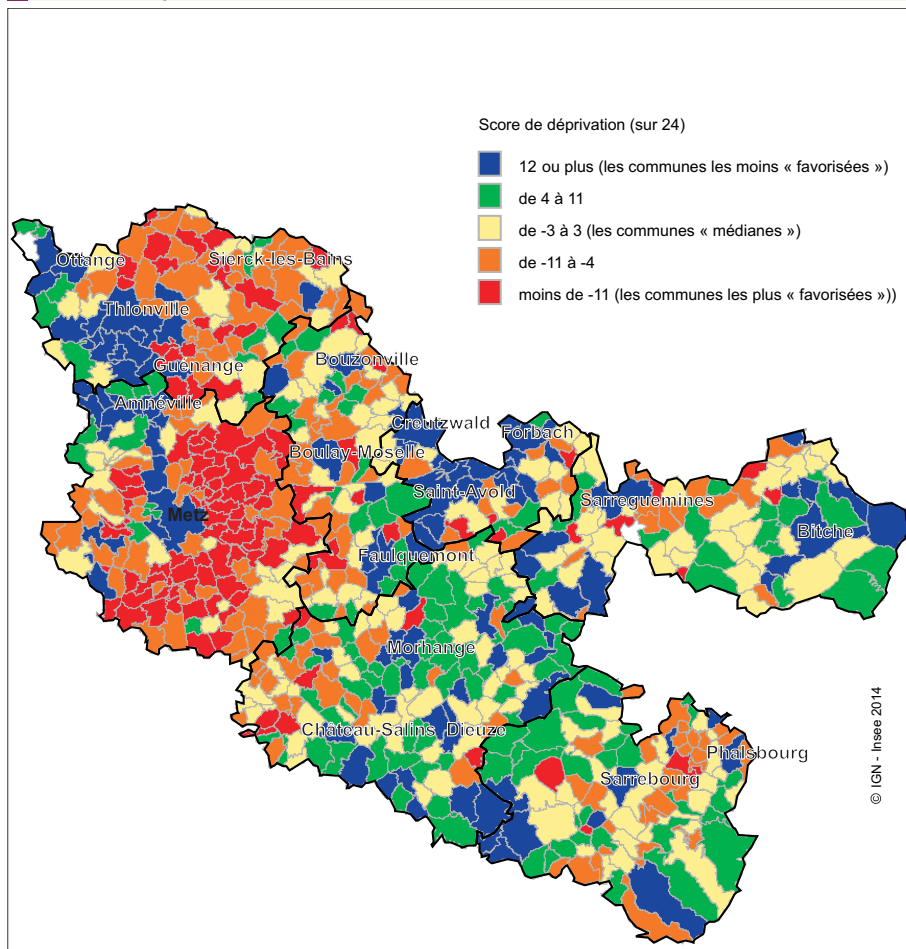 Score de déprivation (sur 24)
12 ou plus (les communes les moins « favorisées »)
de 4 à 11
de -3 à 3 (les communes « médianes »)
de -11 à -4
moins de -11 (les communes les plus « favorisées »))
Ottange
Sierck-les-Bains
Thionville
Guénange
Bouzonville
Amnéville
Creutzwald
Forbach
Boulay-Moselle
Saint-Avold
Sarreguemines
Metz
Bitche
Faulquemont
Morhange
Château-Salins
Dieuze
Phalsbourg
Sarrebourg
© IGN - Insee 2014